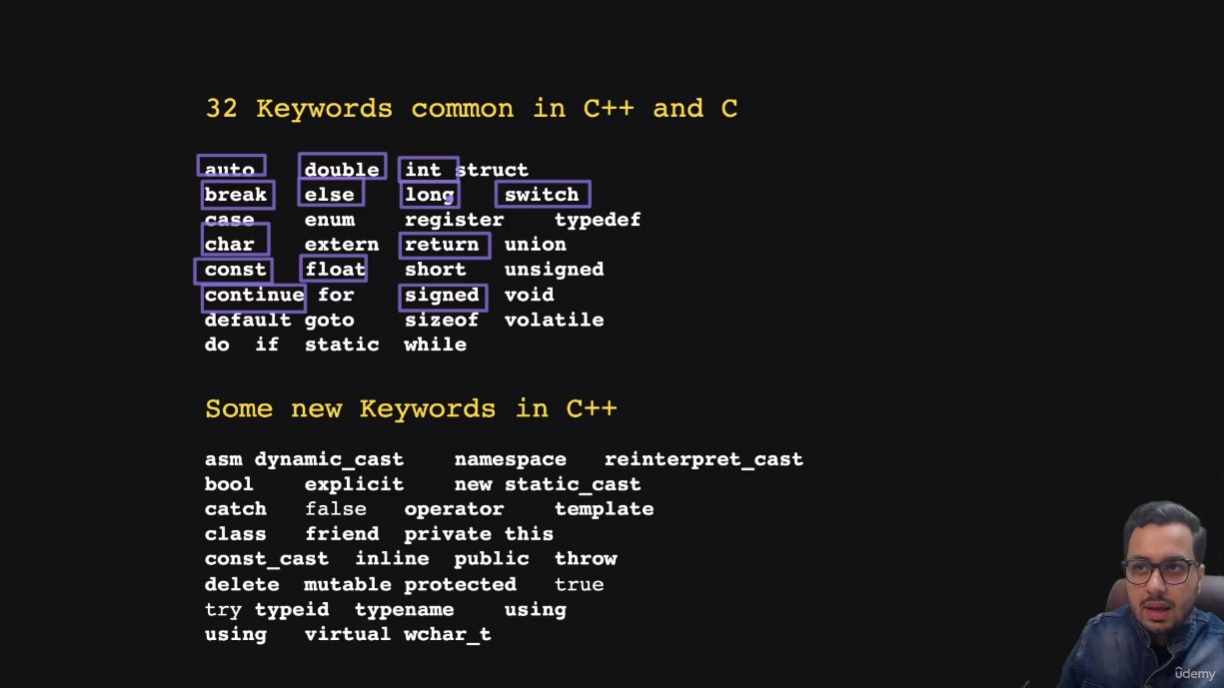 32 Keywords common in C++ and C
auto double int struct
break else long switch
case enum register typedef
char extern return union
const float short unsigned
continue for signed void
default goto sizeof volatile
do if static while
Some new Keywords in C++
asm dynamic_cast namespace reinterpret_cast
bool explicit new static_cast
catch false operator template
class friend private this
const_cast inline public throw
delete mutable protected true
try typeid typename using
using virtual wchar_t
ûdemy